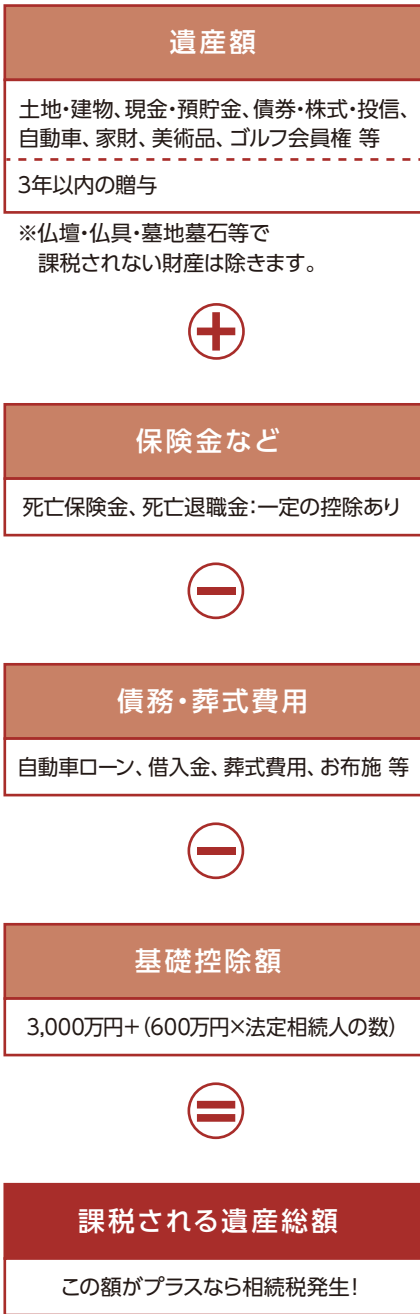 遺産額
土地・建物、現金・預貯金、債券・株式・投信、
自動車、家財、美術品、ゴルフ会員権 等
3年以内の贈与
※仏壇・仏具・墓地墓石等で
課税されない財産は除きます。
+
保険金など
死亡保険金、死亡退職金：一定の控除あり
−
債務・葬式費用
自動車ローン、借入金、葬式費用、お布施 等
−
基礎控除額
3,000万円＋（600万円×法定相続人の数）
=
課税される遺産総額
この額がプラスなら相続税発生！